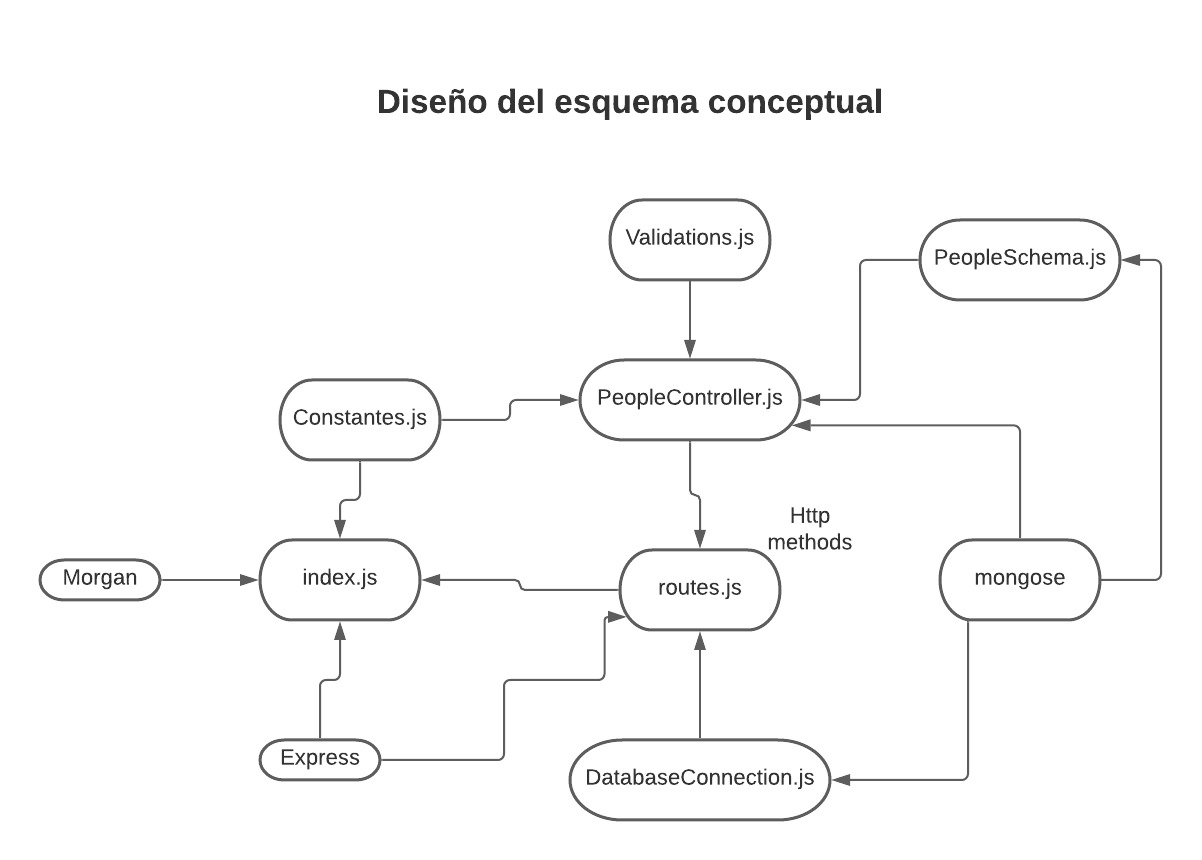 Diseño del esquema conceptual
Validations.js
PeopleSchema.js
PeopleController.js
Constantes.js
Http
methods
Morgan
index.js
routes.js
mongose
Express
DatabaseConnection.js